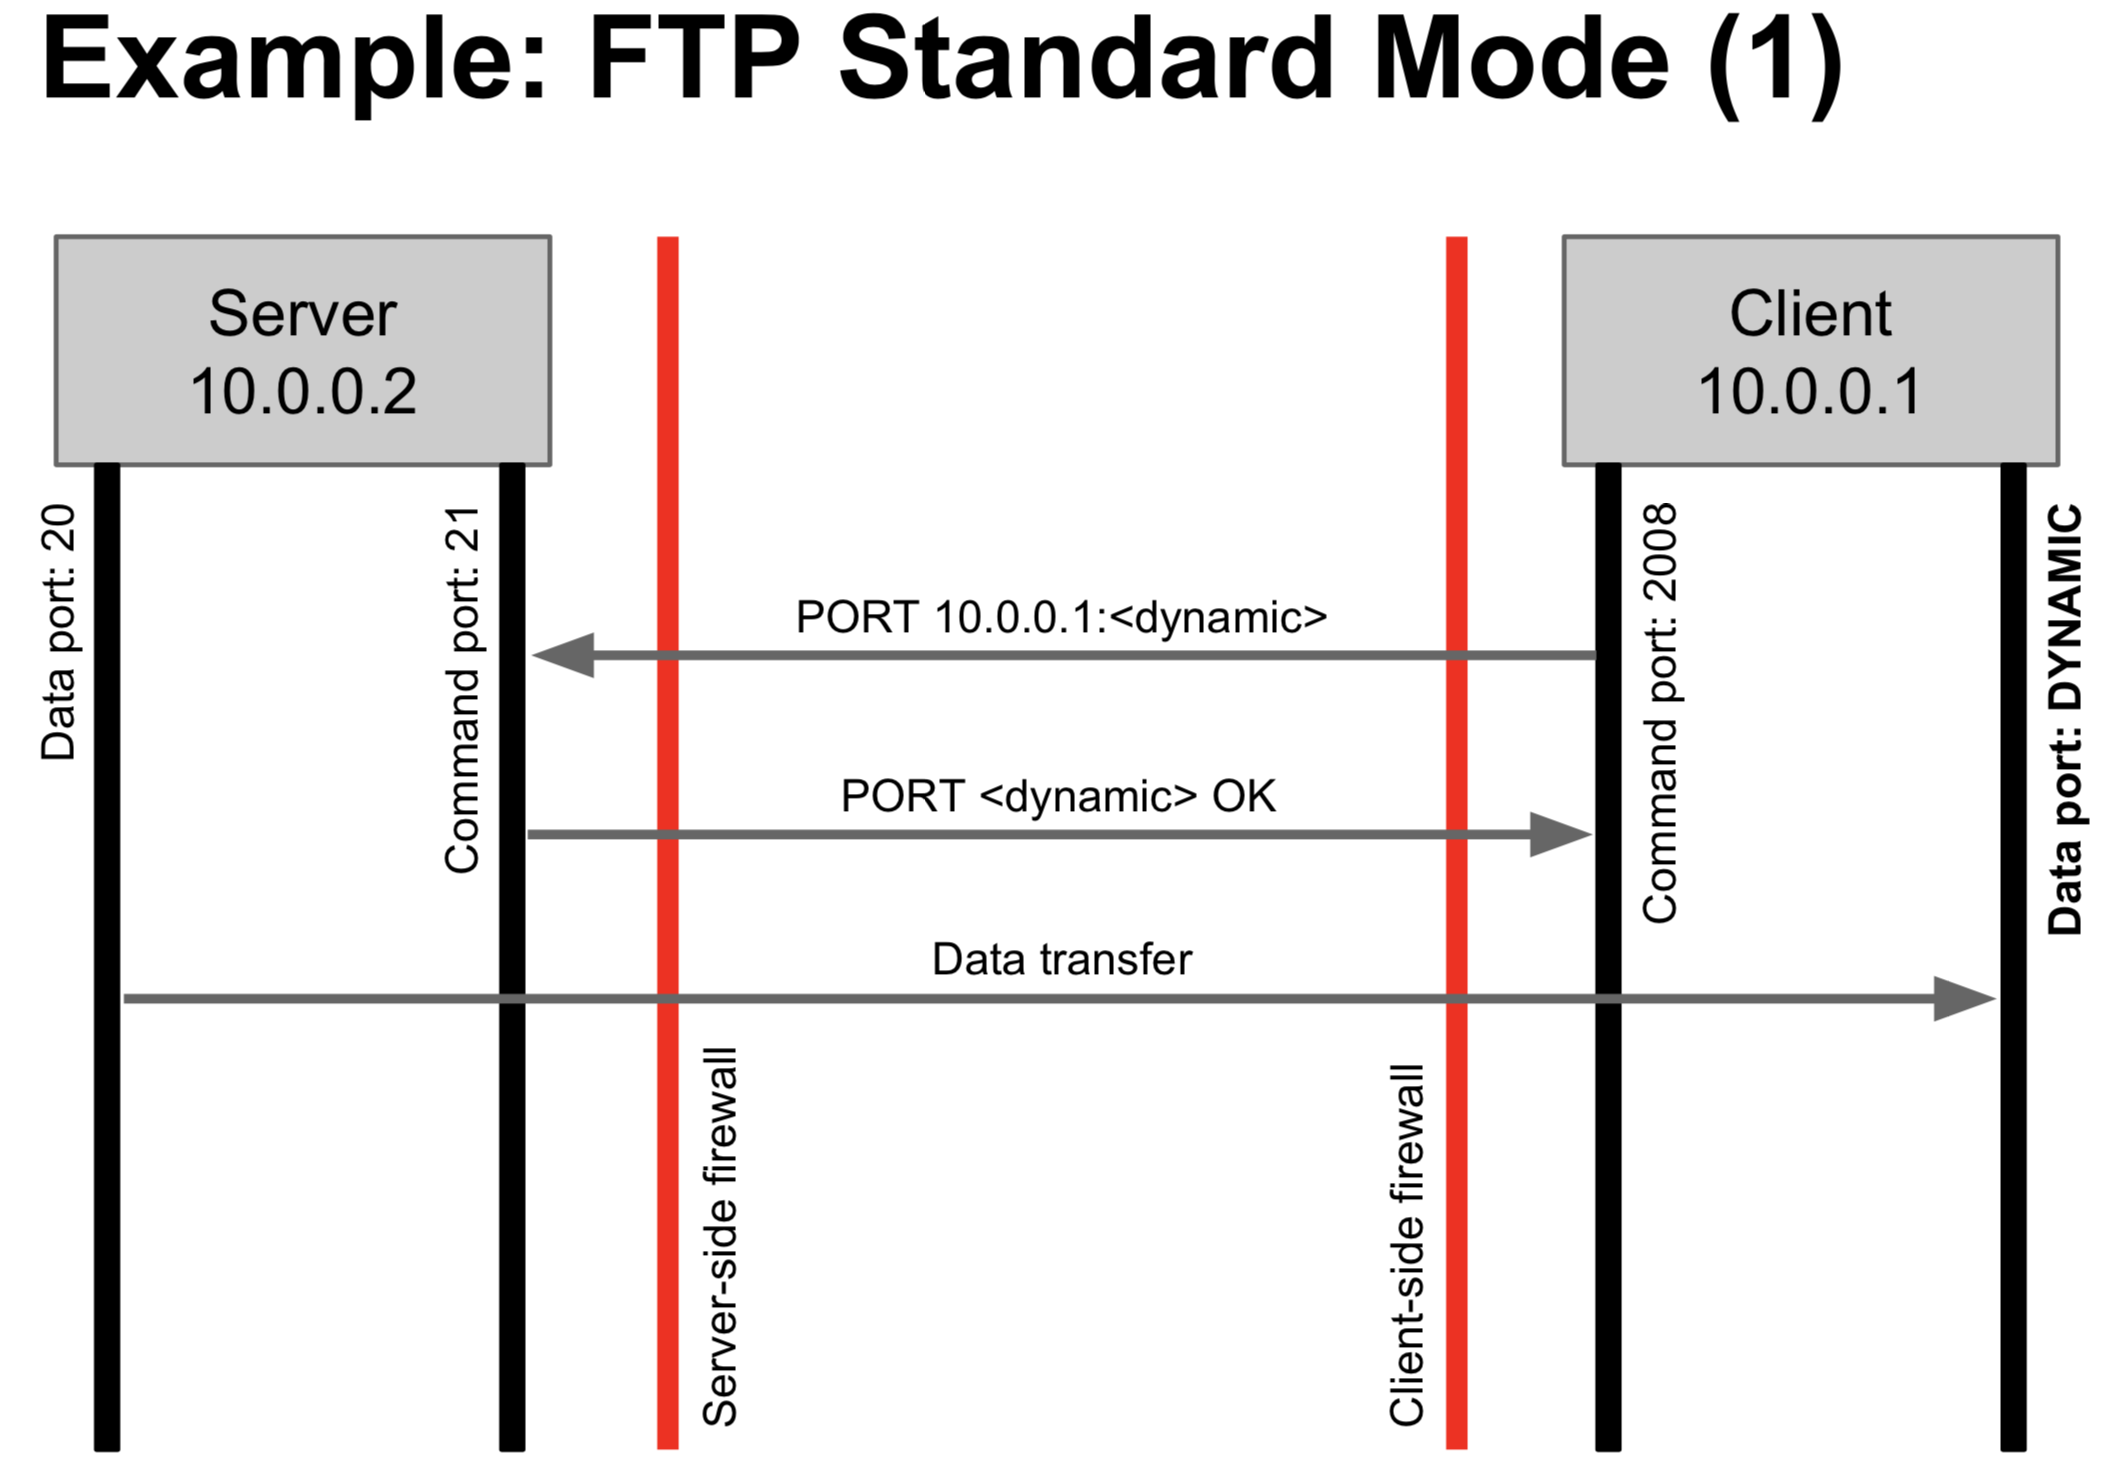 Example: FTP Standard Mode (1)
Server
10.0.0.2
Client
10.0.0.1
Data port: 20
Command port: 21
Command port: 2008
Data port: DYNAMIC
PORT 10.0.0.1:<dynamic>
PORT <dynamic> OK
Data transfer
Server-side firewall
Client-side firewall